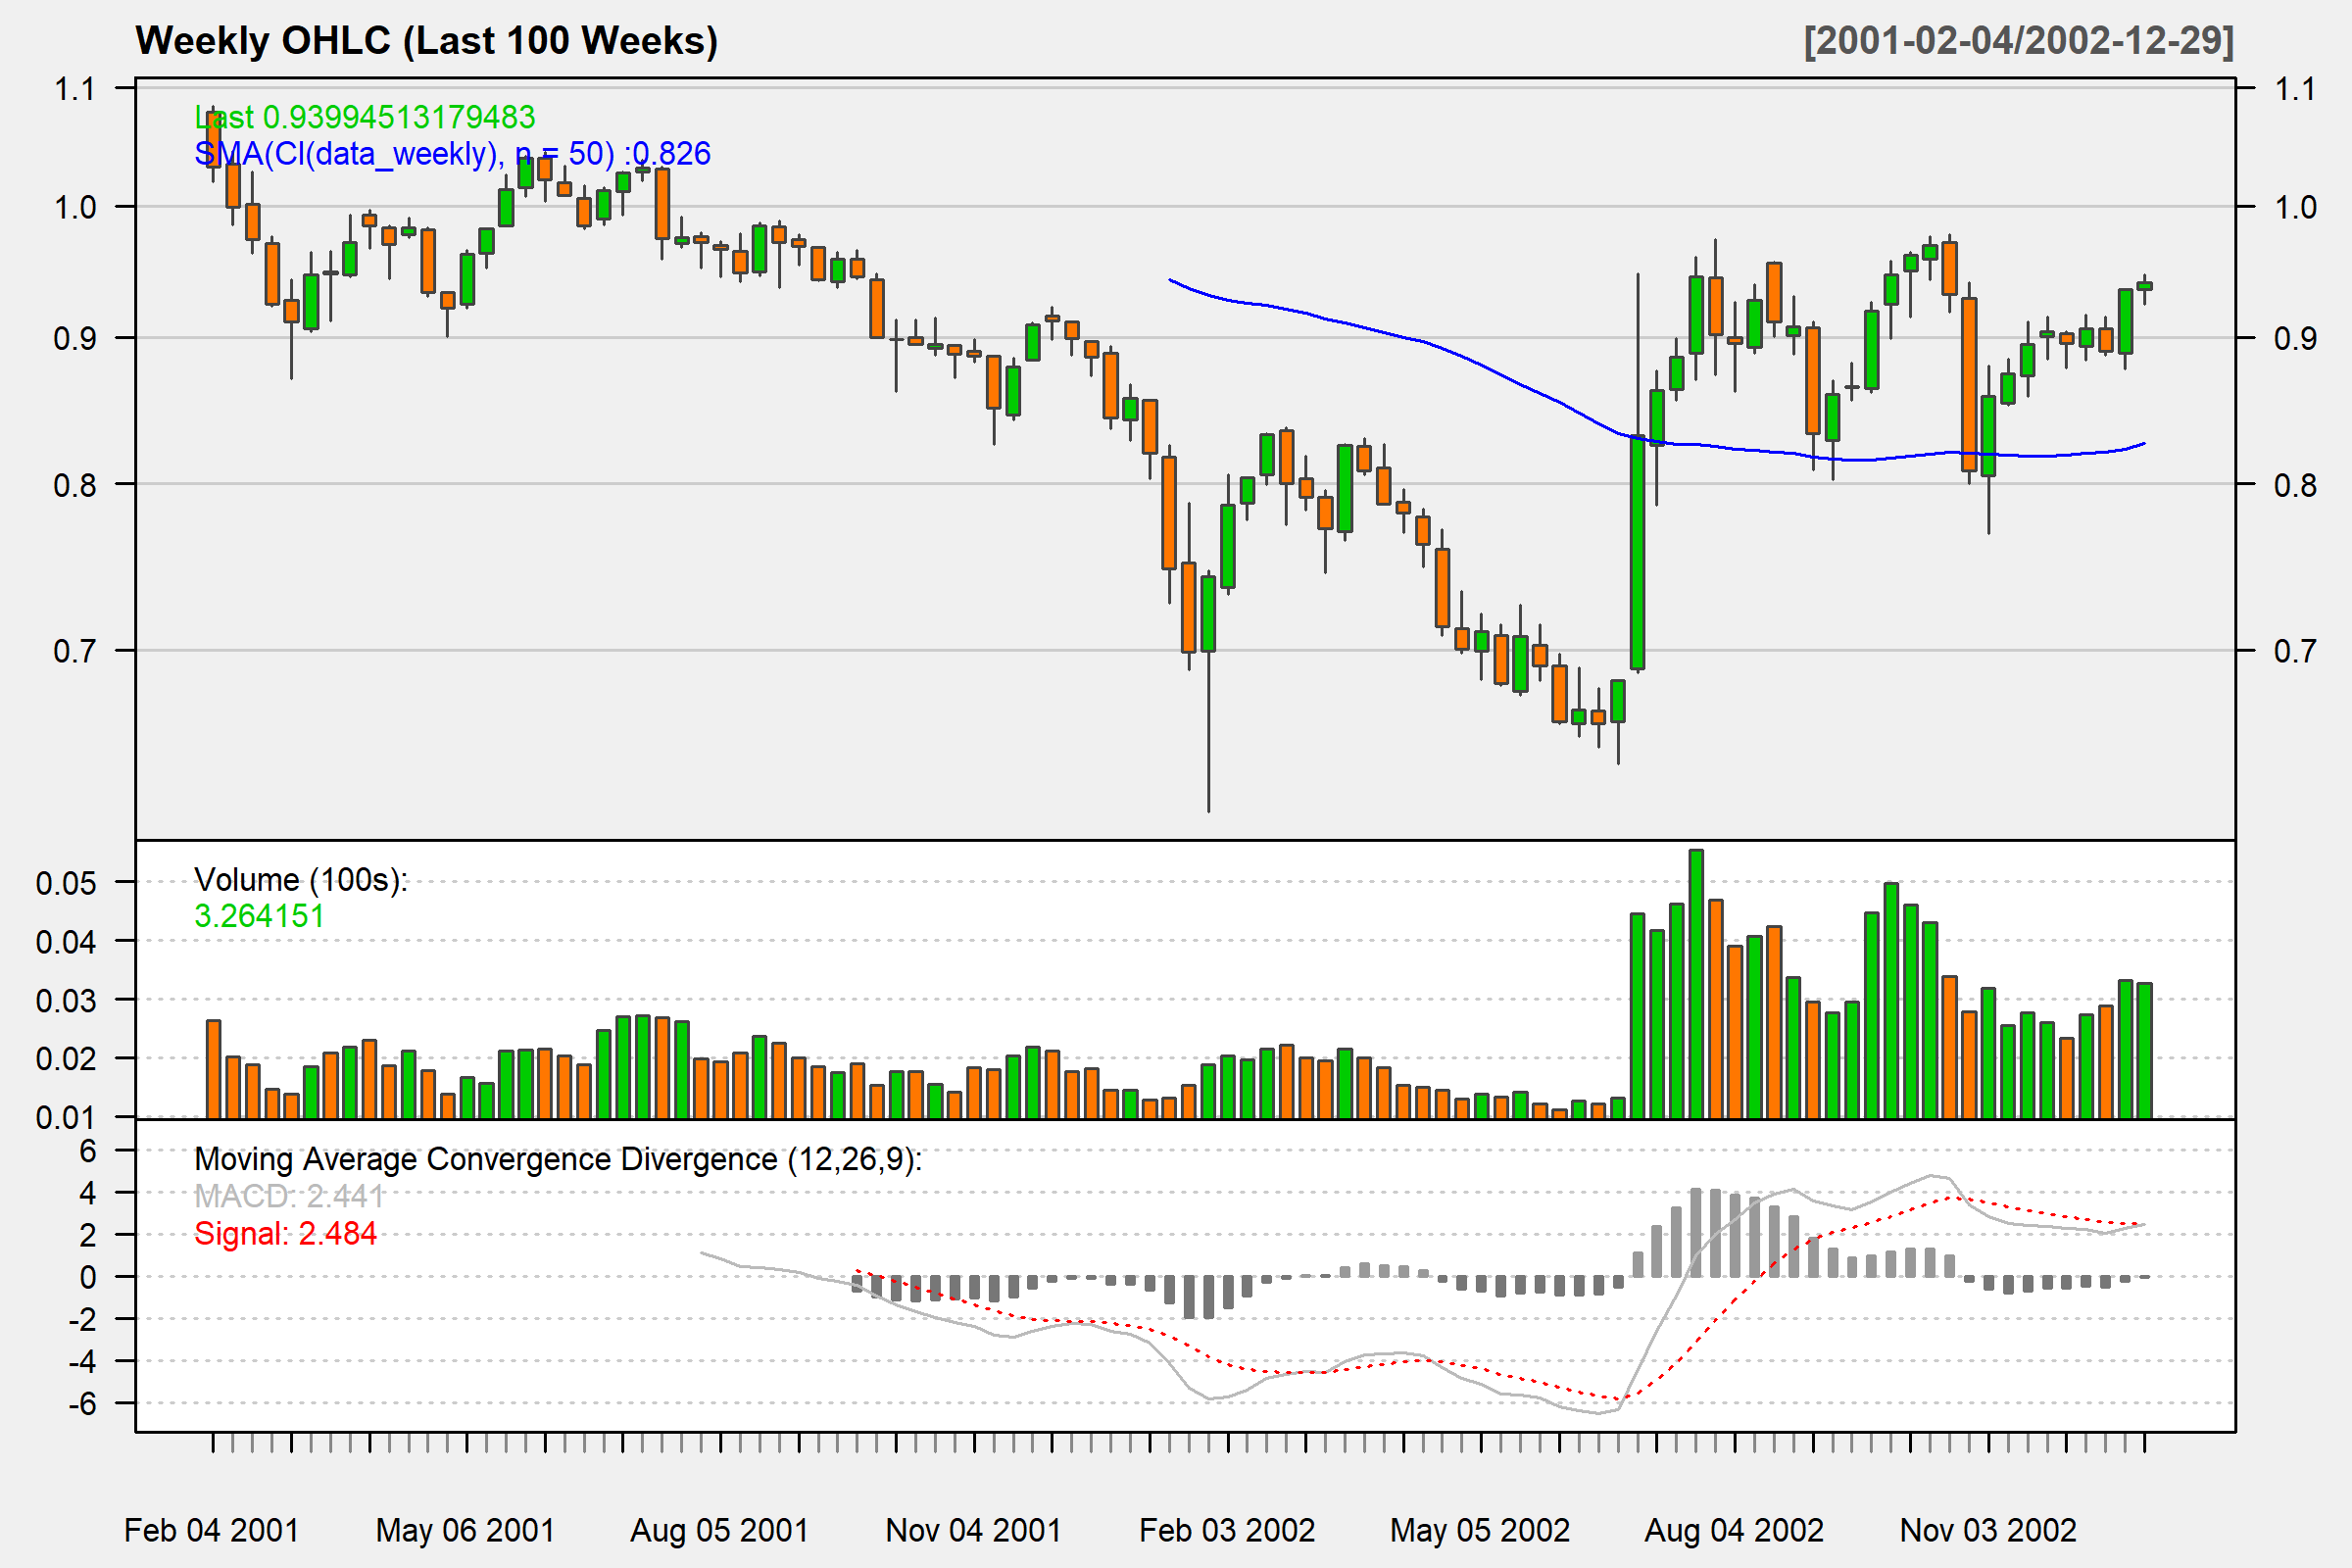 Weekly OHLC (Last 100 Weeks) [2001-02-04/2002-12-29]
1.1 1.1
Last 0.93994513179483
SMA(Cl(data_weekly), n = 50) :0.826
1.0 1.0
0.9 0.9
0.8 0.8
0.7 0.7
Volume (100s):
0.05
3.264151
0.04
0.03
0.02
0.01
6
Moving Average Convergence Divergence (12,26,9):
4
MACD: 2.441
2
Signal: 2.484
0
-2
-4
-6
Feb 04 2001 May 06 2001 Aug 05 2001 Nov 04 2001 Feb 03 2002 May 05 2002 Aug 04 2002 Nov 03 2002